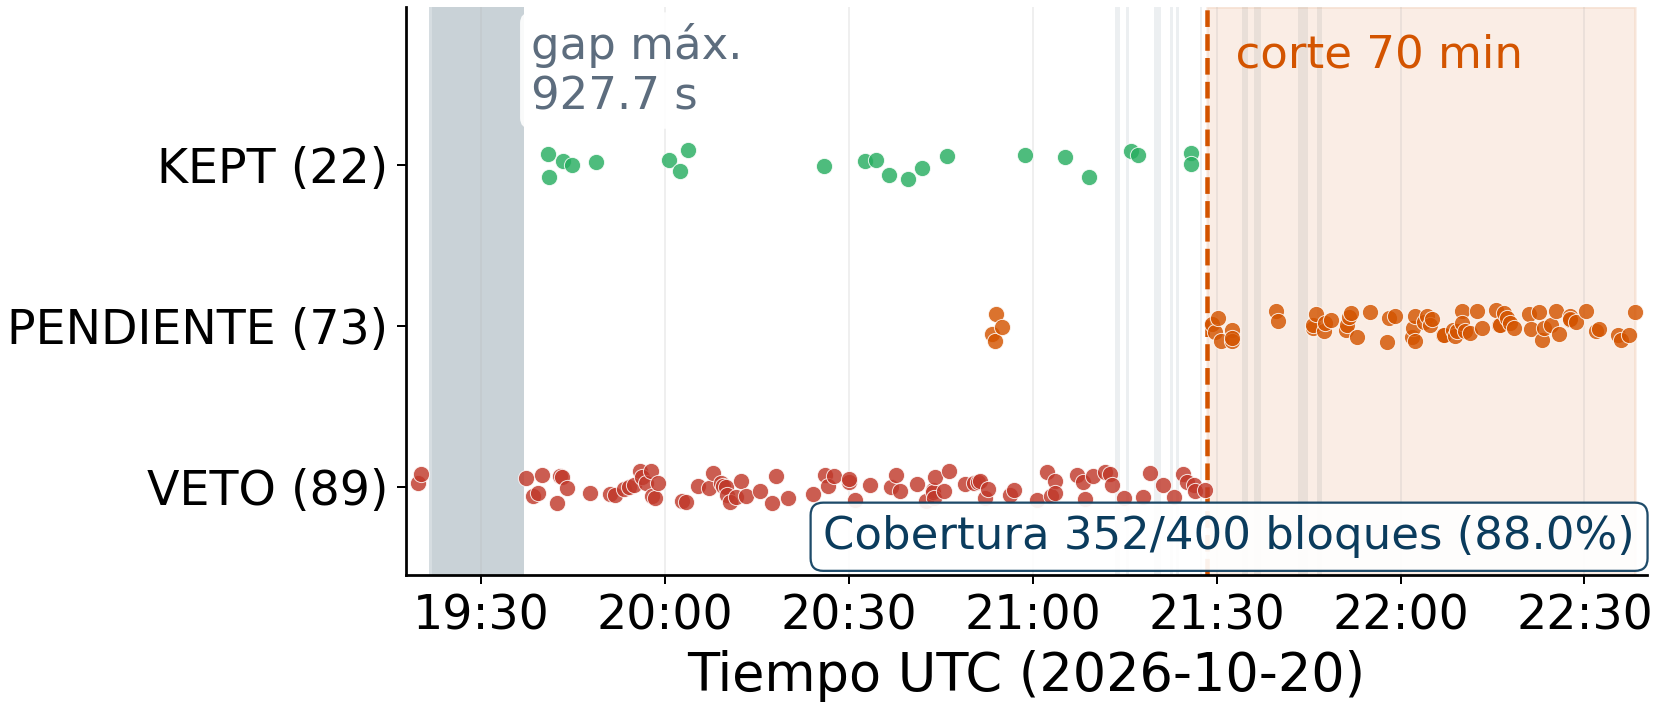 gap máx.
927.7 s
corte 70 min
KEPT (22)
PENDIENTE (73)
VETO (89)
Cobertura 352/400 bloques (88.0%)
19:30 20:00 20:30 21:00 21:30 22:00 22:30
Tiempo UTC (2026-10-20)